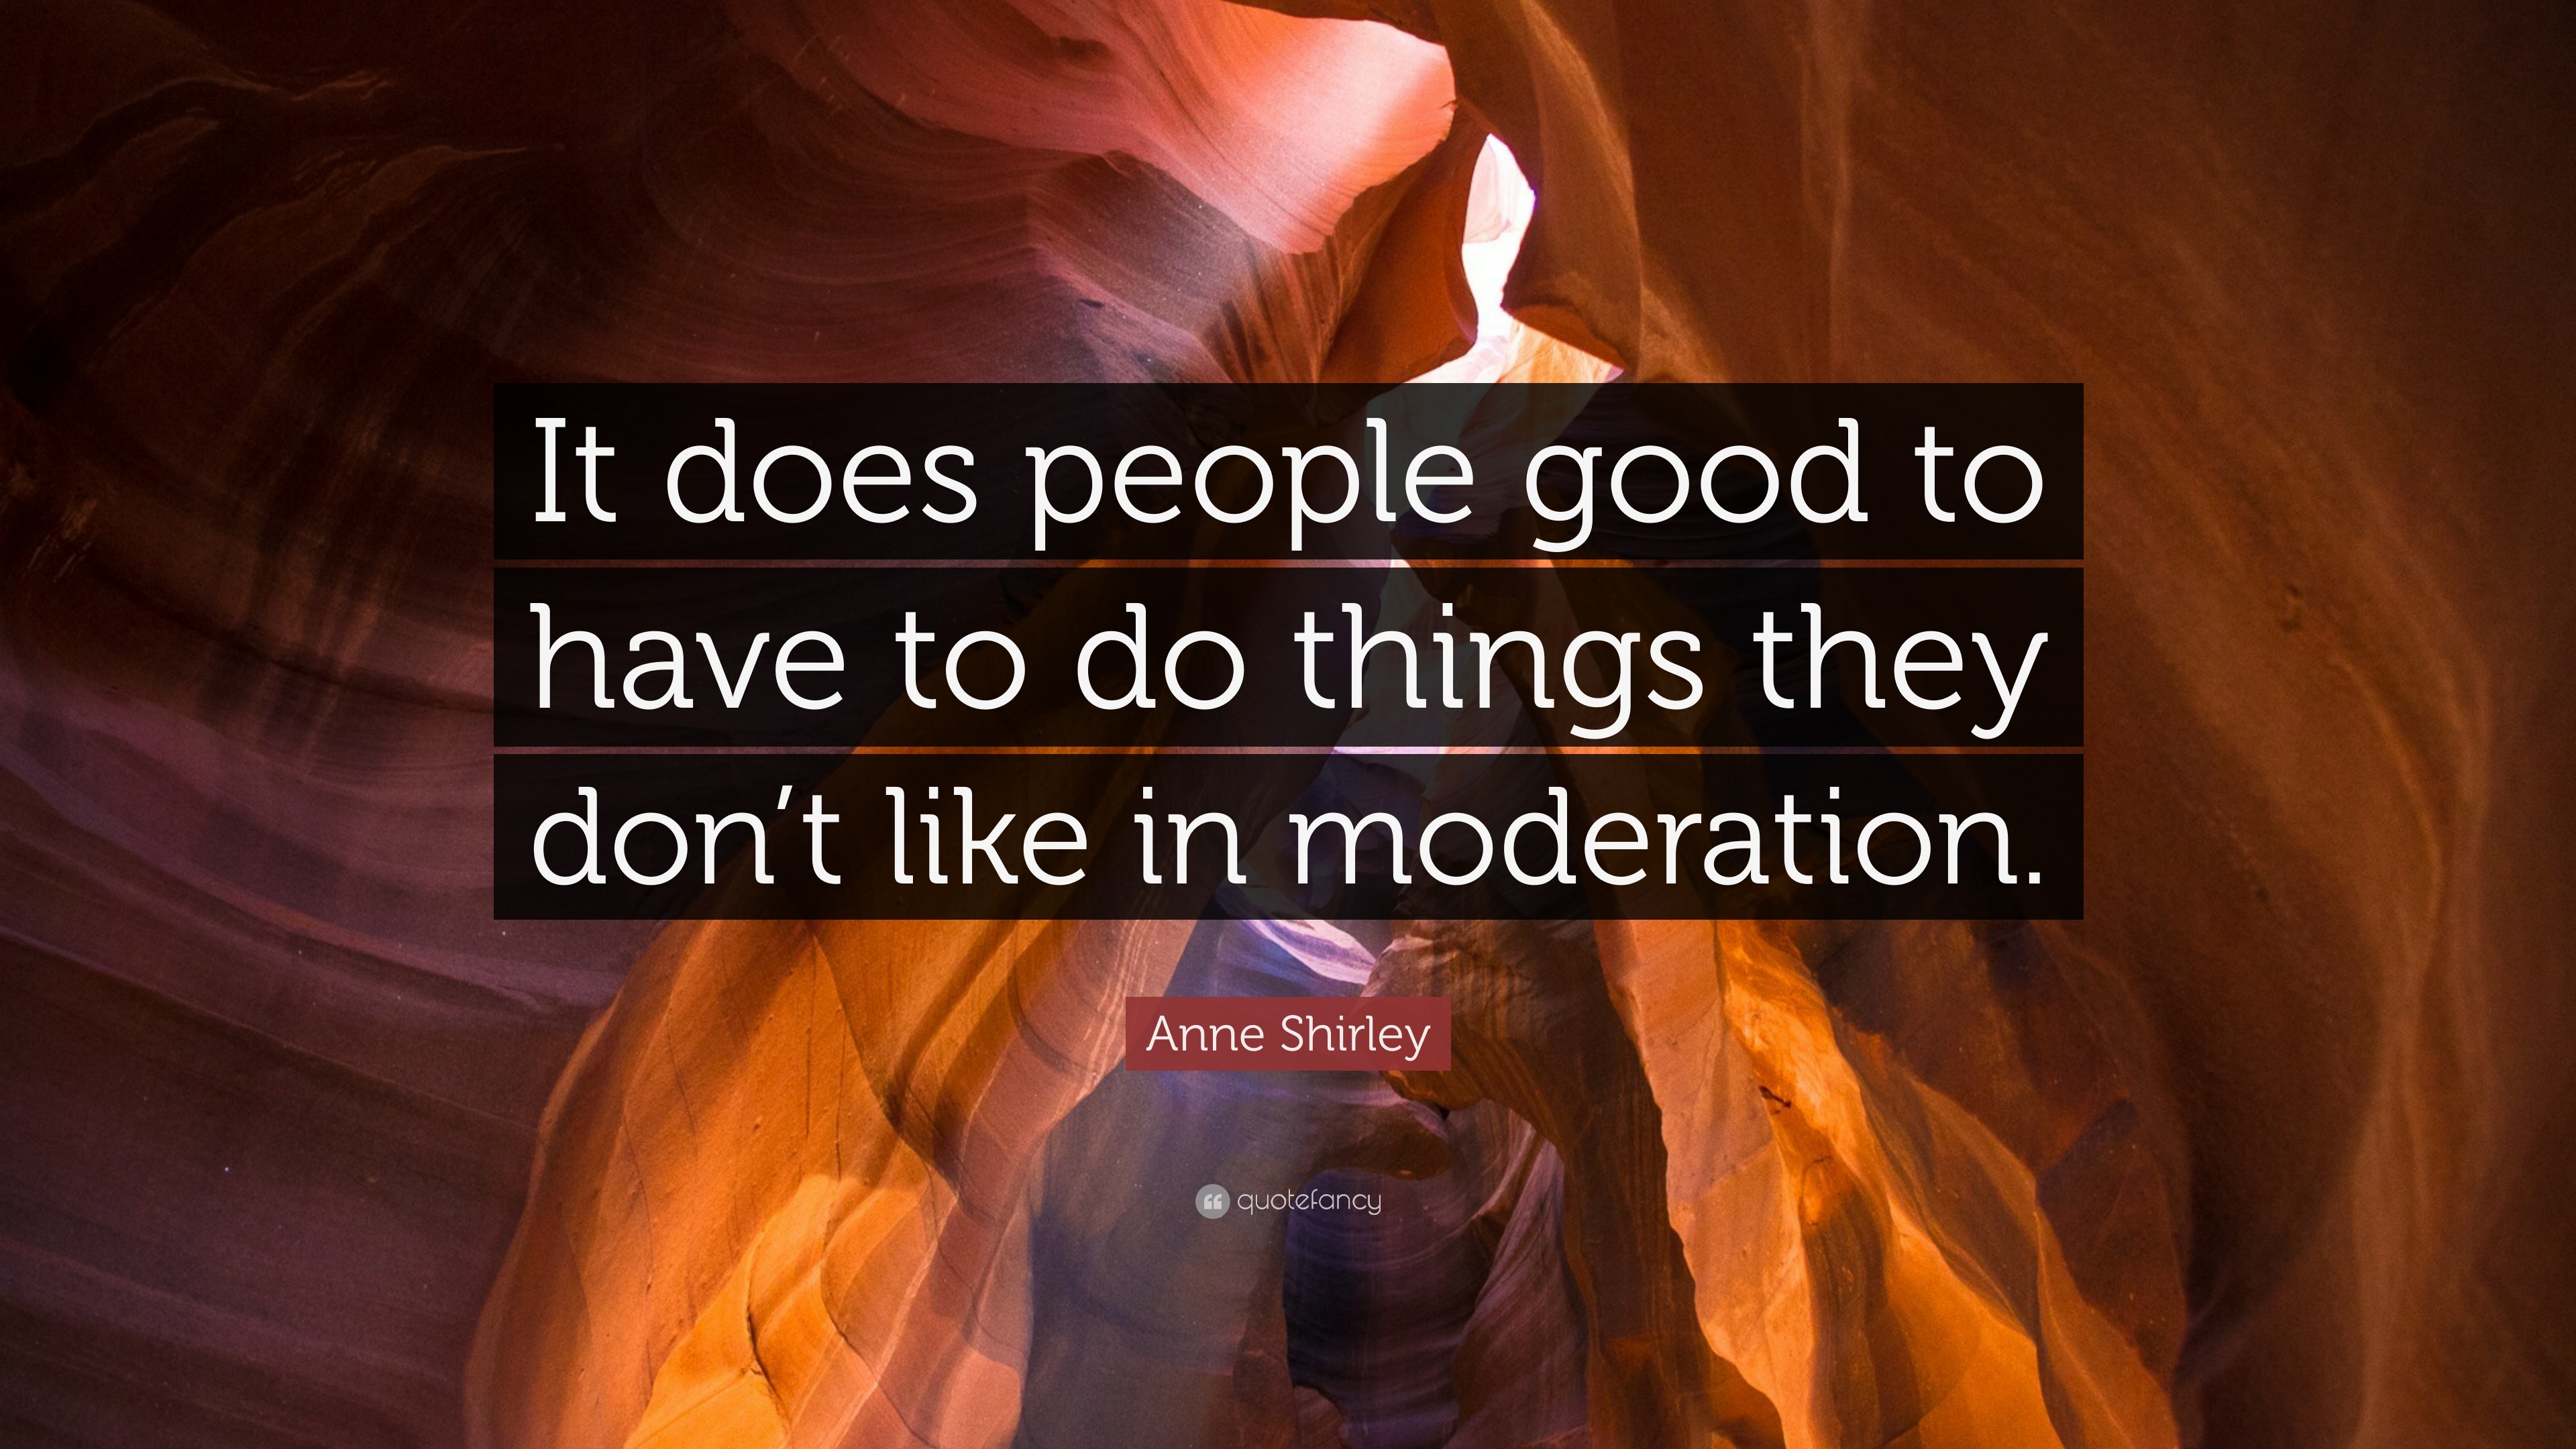 It does people good to
have to do things they
don’t like in moderation.
Anne Shirley
quotefancy